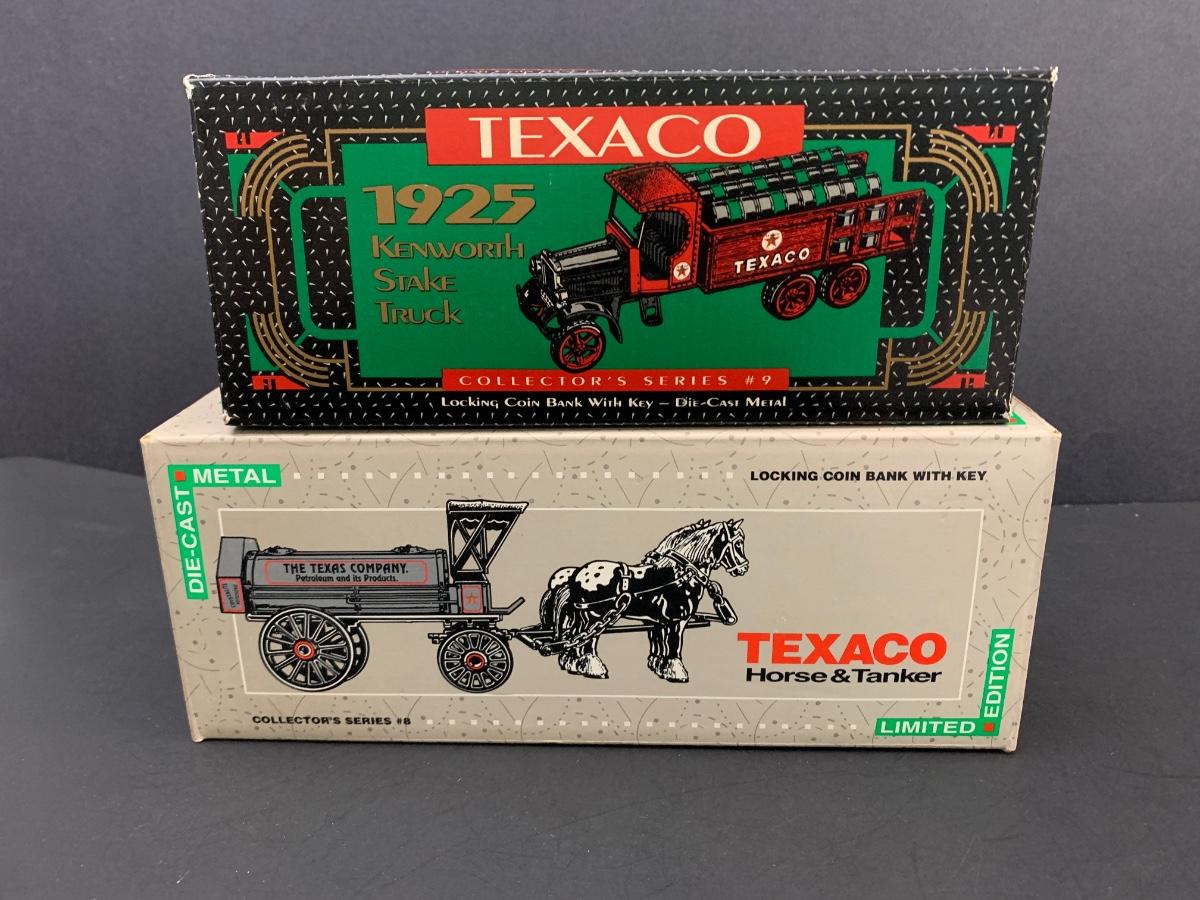 TEXACO
1925
KENWORTH
STAKE
TRUCK
TEXACO
COLLECTOR'S SERIES #9
LOCKING COIN BANK WITH KEY – DIE-CAST METAL
DIE-CAST
METAL
LOCKING COIN BANK WITH KEY
THE TEXAS COMPANY.
Petroleum and its Products.
TEXACO
Horse & Tanker
COLLECTOR'S SERIES #8
LIMITED
EDITION